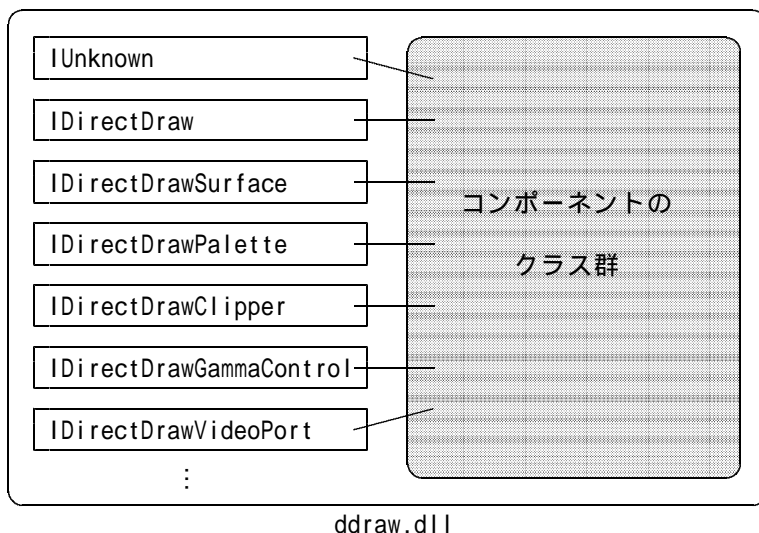 IUnknown
IDirectDraw
IDirectDrawSurface
IDirectDrawPalette
IDirectDrawClipper
IDirectDrawGammaControl
IDirectDrawVideoPort
⋮
コンポーネントの
クラス群
ddraw.dll